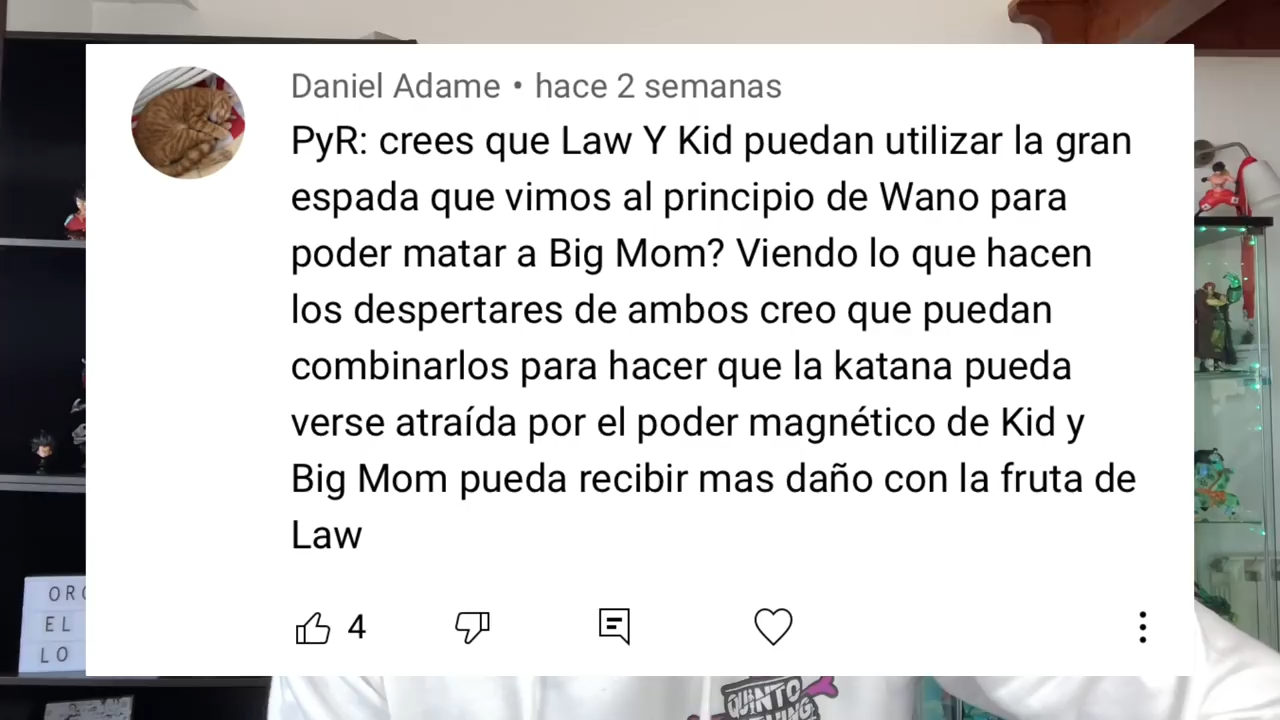 Daniel Adame • hace 2 semanas
PyR: crees que Law Y Kid puedan utilizar la gran
espada que vimos al principio de Wano para
poder matar a Big Mom? Viendo lo que hacen
los despertares de ambos creo que puedan
combinarlos para hacer que la katana pueda
verse atraída por el poder magnético de Kid y
Big Mom pueda recibir mas daño con la fruta de
Law
4
EL
LO
QUINTO